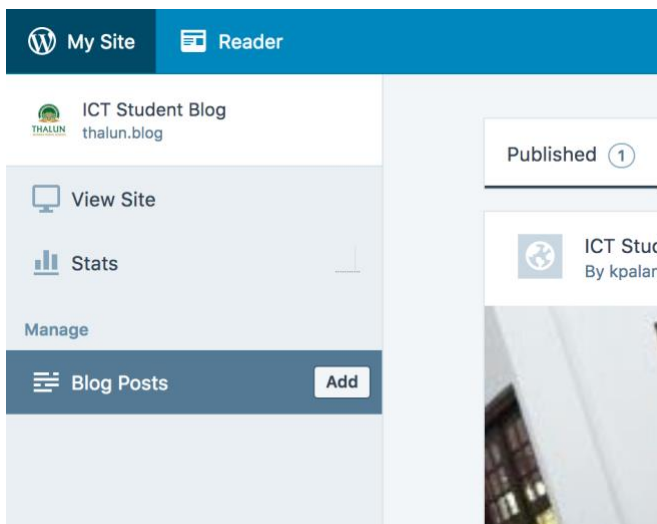 My Site
Reader
THALUN
ICT Student Blog
thalun.blog
View Site
Stats
Manage
Blog Posts
Add
Published 1
ICT Stud
By kpalar